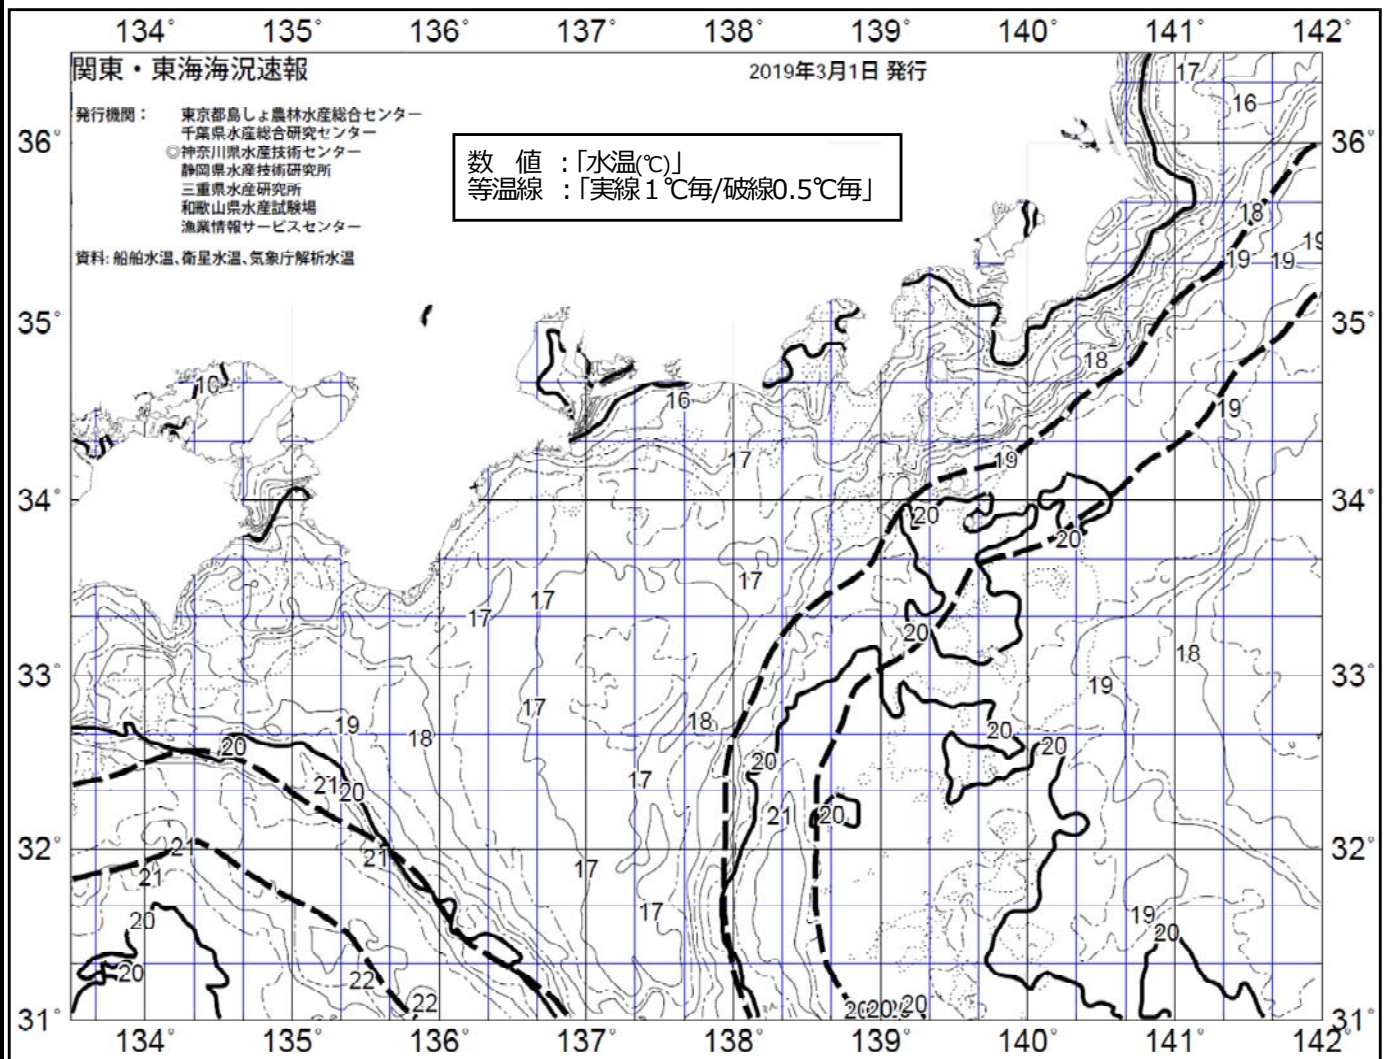 134° 135° 136° 137° 138° 139° 140° 141° 142°
関東・東海海況速報
2019年3月1日 発行
発行機関： 東京都島しょ農林水産総合センター
千葉県水産総合研究センター
◎神奈川県水産技術センター
静岡県水産技術研究所
三重県水産研究所
和歌山県水産試験場
漁業情報サービスセンター
資料: 船舶水温、衛星水温、気象庁解析水温
数　値　：「水温(℃)」
等温線　：「実線１℃毎/破線0.5℃毎」
17
16
36° 36°
18
19 19 19
35° 35°
18
10
16
19
17
19
34° 34°
20
20
17
17
17
20
18
33° 33°
19
17
18
19
18
20
20
20
20
17
21
20
21
20
32° 32°
21
21
17
21
17
20
19
20
20
22
22
20 20 20
31° 31°
134° 135° 136° 137° 138° 139° 140° 141° 142°